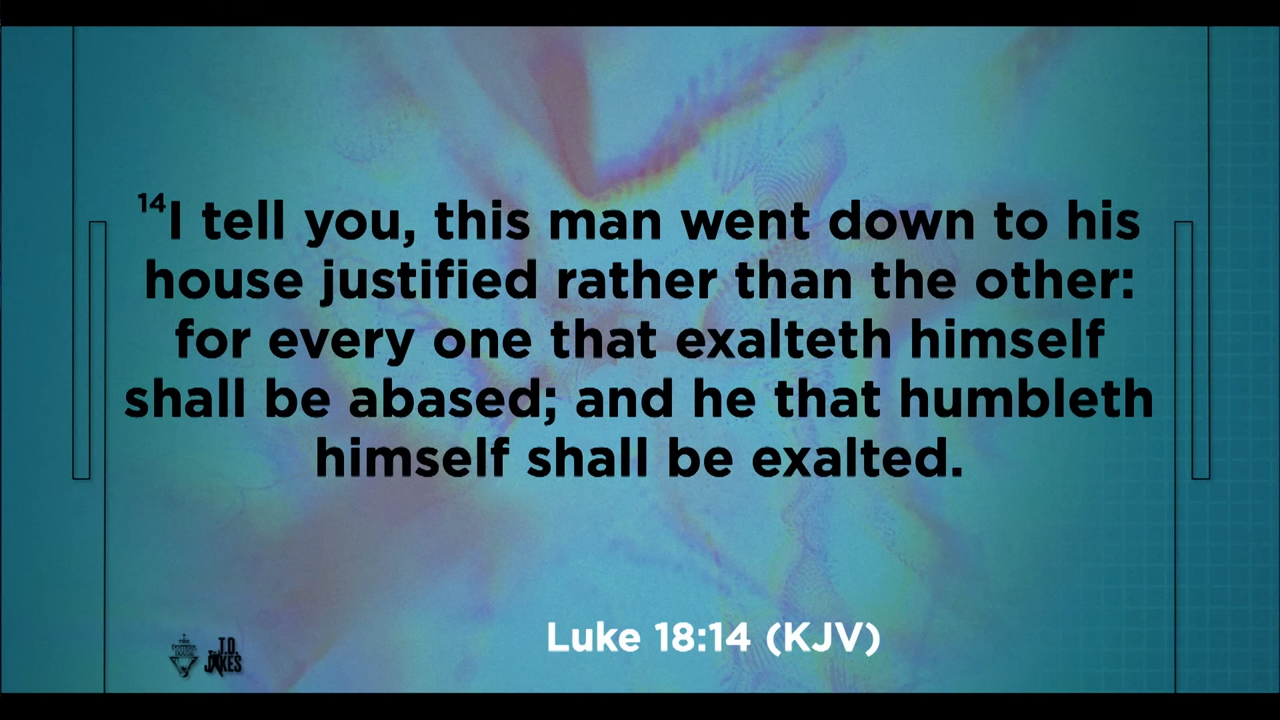 ¹⁴I tell you, this man went down to his
house justified rather than the other:
for every one that exalteth himself
shall be abased; and he that humbleth
himself shall be exalted.
Luke 18:14 (KJV)
T.D.
JAKES